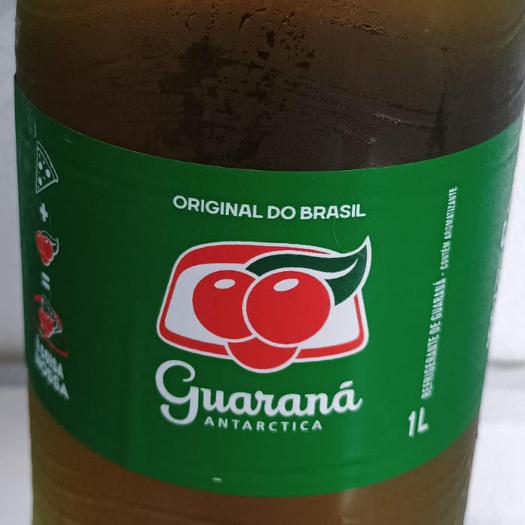 ORIGINAL DO BRASIL
Guaraná
ANTARCTICA
1L
REFRIGERANTE DE GUARANÁ - CONTÉM AROMATIZANTE
+
=